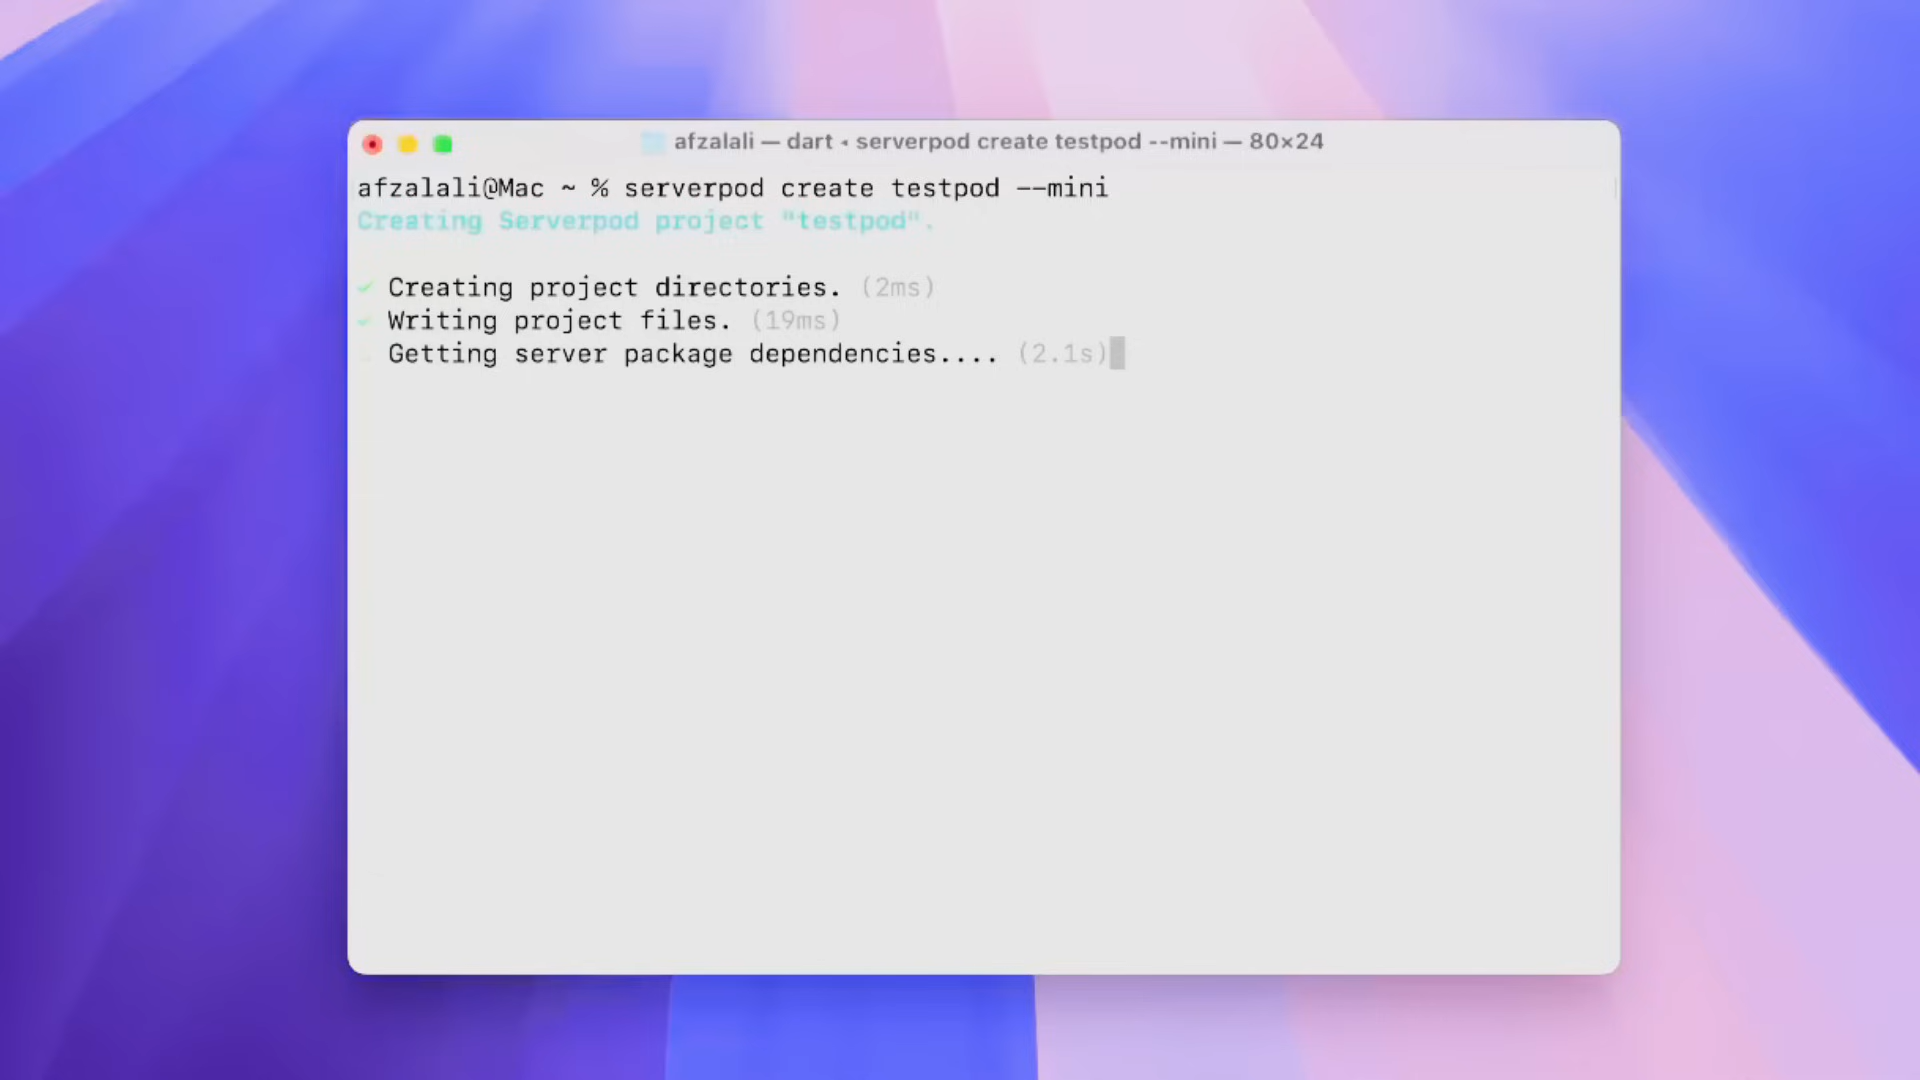 afzalali — dart ◂ serverpod create testpod --mini — 80×24
afzalali@Mac ~ % serverpod create testpod --mini
Creating Serverpod project "testpod".
✓ Creating project directories. (2ms)
✓ Writing project files. (19ms)
Getting server package dependencies.... (2.1s)